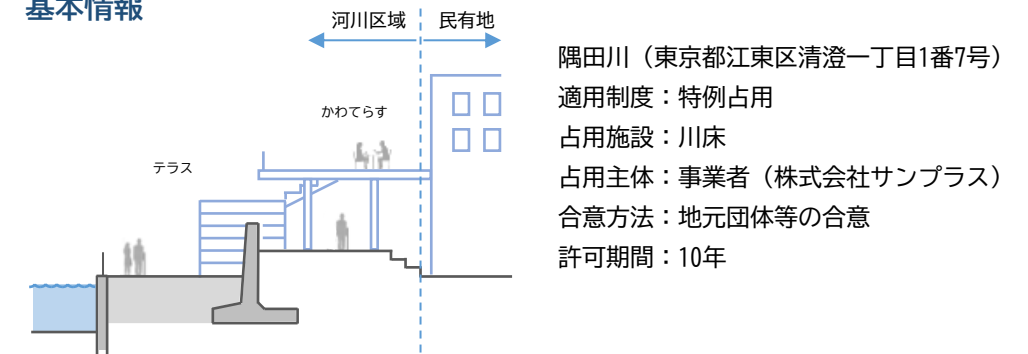 基本情報
河川区域
民有地
かわてらす
テラス
隅田川（東京都江東区清澄一丁目1番7号）
適用制度：特例占用
占用施設：川床
占用主体：事業者（株式会社サンプラス）
合意方法：地元団体等の合意
許可期間：10年